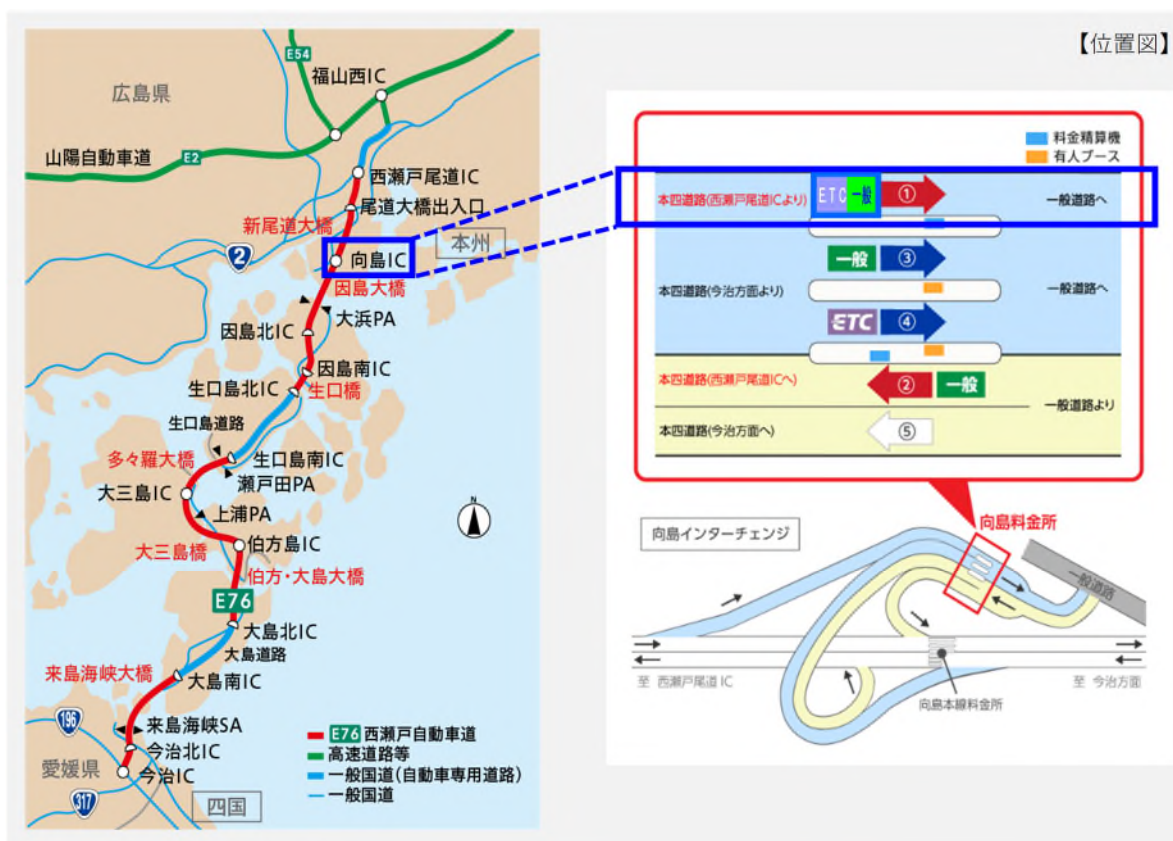 【位置図】
E54
福山西IC
広島県
山陽自動車道
E2
西瀬戸尾道IC
尾道大橋出入口
新尾道大橋
2
本州
向島IC
因島大橋
大浜PA
因島北IC
因島南IC
生口島北IC
生口橋
生口島道路
多々羅大橋
生口島南IC
瀬戸田PA
大三島IC
上浦PA
N
大三島橋
伯方島IC
伯方・大島大橋
E76
大島北IC
大島道路
来島海峡大橋
大島南IC
196
来島海峡SA
今治北IC
愛媛県
今治IC
317
四国
E76 西瀬戸自動車道
高速道路等
一般国道(自動車専用道路)
一般国道
料金精算機
有人ブース
本四道路(西瀬戸尾道ICより) ETC 一般 ① 一般道路へ
一般 ③
本四道路(今治方面より) 一般道路へ
ETC ④
本四道路(西瀬戸尾道ICへ) ② 一般
一般道路より
本四道路(今治方面へ) ⑤
向島インターチェンジ
向島料金所
一般道路
至 西瀬戸尾道IC
至 今治方面
向島本線料金所